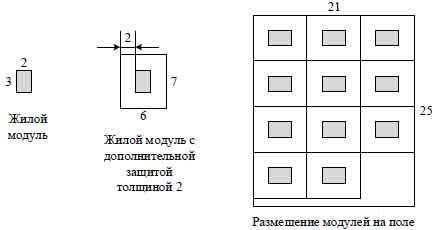 21
2
2
3
7
25
6
Жилой
модуль
Жилой модуль с
дополнительной
защитой
толщиной 2
Размещение модулей на поле